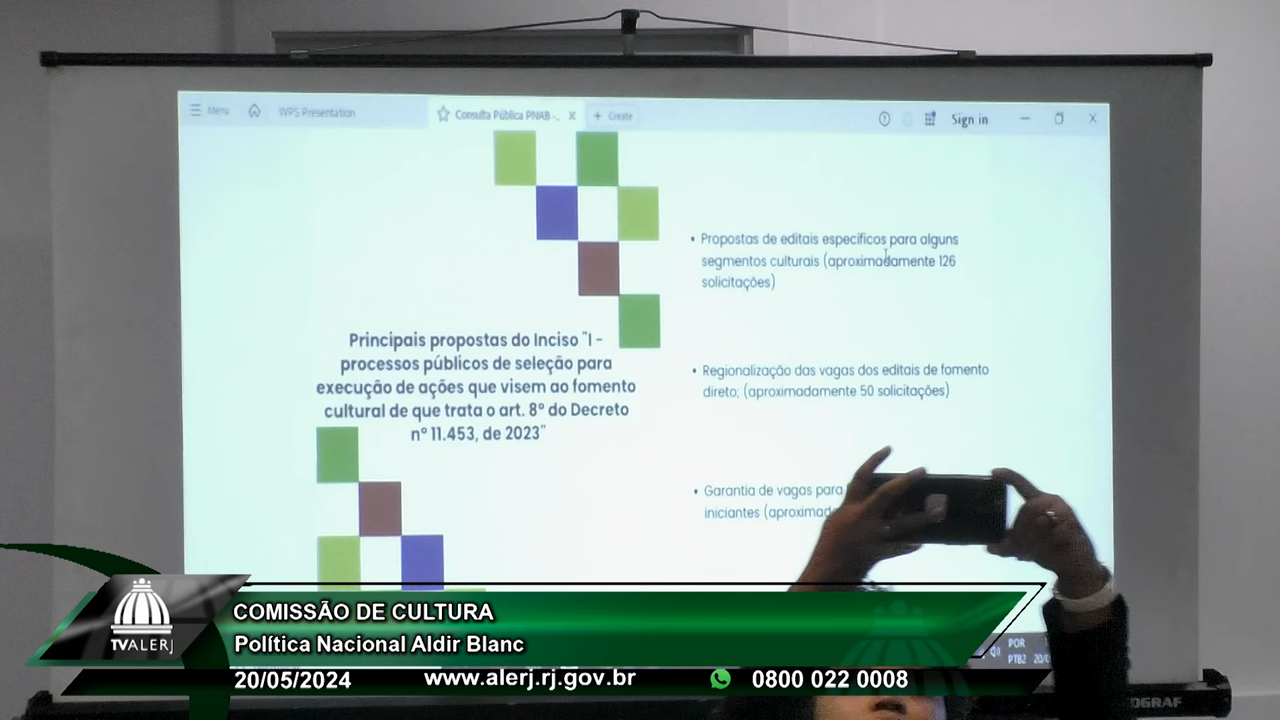 Menu
WPS Presentation
Consulta Pública PNAB -..
Create
Sign in
• Propostas de editais específicos para alguns
segmentos culturais (aproximadamente 126
solicitações)
Principais propostas do Inciso "I -
processos públicos de seleção para
execução de ações que visem ao fomento
cultural de que trata o art. 8º do Decreto
nº 11.453, de 2023"
• Regionalização das vagas dos editais de fomento
direto; (aproximadamente 50 solicitações)
• Garantia de vagas para
iniciantes
COMISSÃO DE CULTURA
Política Nacional Aldir Blanc
TVALERJ
20/05/2024
www.alerj.rj.gov.br
0800 022 0008
POR
PTB2